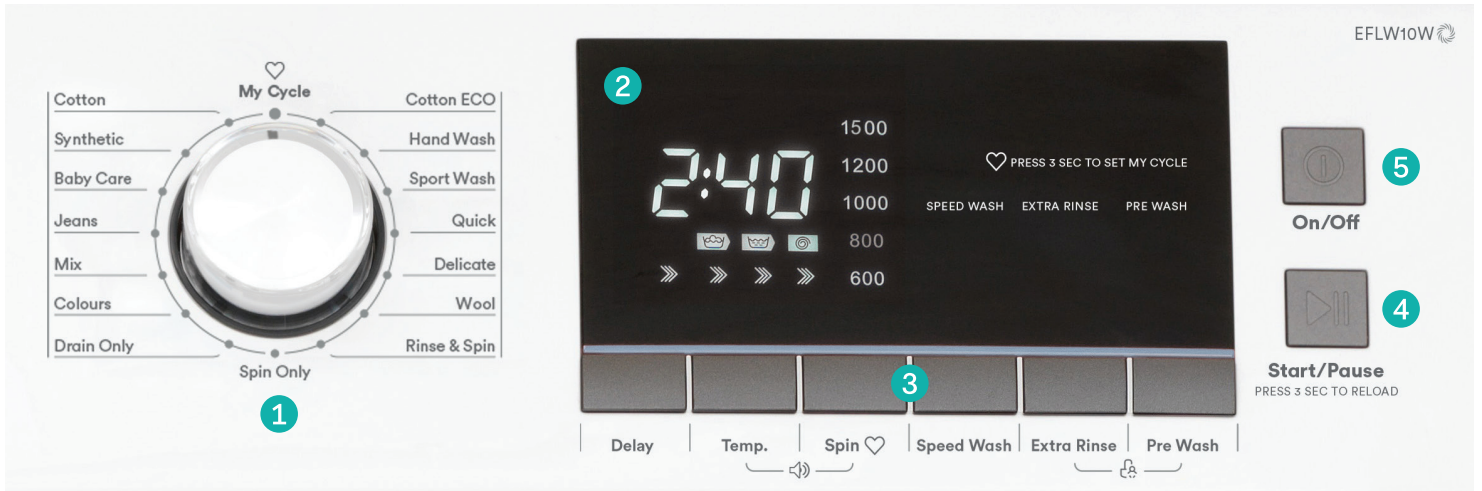 EFLW10W
My Cycle
Cotton
Synthetic
Baby Care
Jeans
Mix
Colours
Drain Only
Cotton ECO
Hand Wash
Sport Wash
Quick
Delicate
Wool
Rinse & Spin
Spin Only
1
2
2:40
1500
1200
1000
800
600
PRESS 3 SEC TO SET MY CYCLE
SPEED WASH EXTRA RINSE PRE WASH
3
Delay Temp. Spin Speed Wash Extra Rinse Pre Wash
5
On/Off
4
Start/Pause
PRESS 3 SEC TO RELOAD